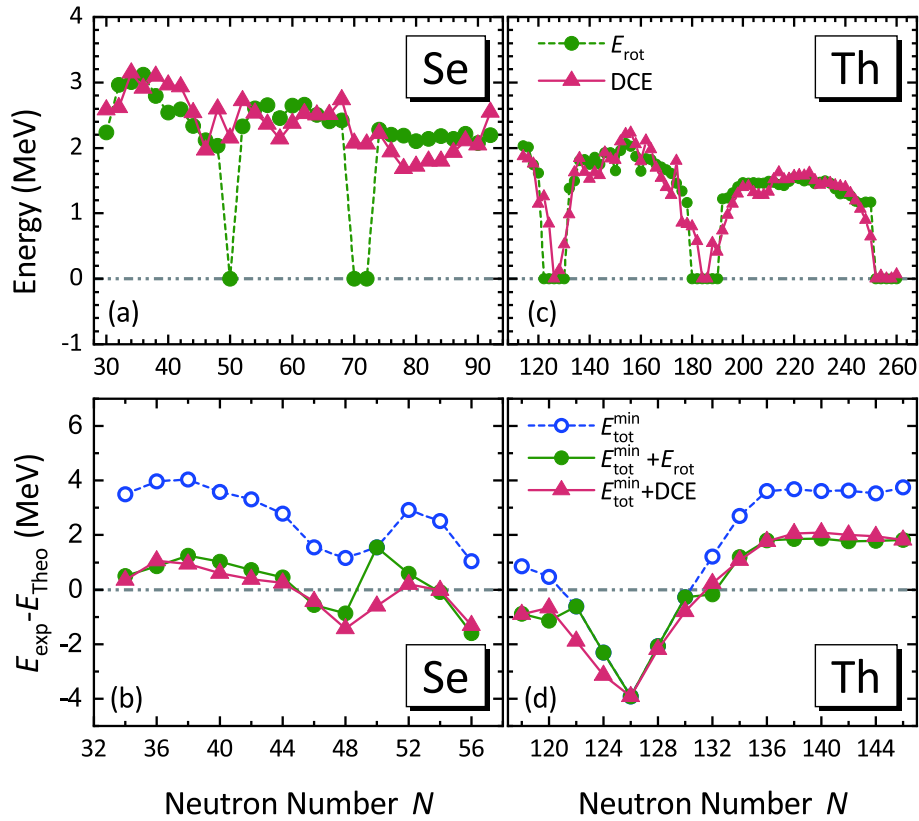 4
3
2
1
0
-1
Energy (MeV)
Se
(a)
30 40 50 60 70 80 90
E_rot
DCE
Th
(c)
120 140 160 180 200 220 240 260
6
4
2
0
-2
-4
E_exp-E_Theo (MeV)
(b)
Se
32 36 40 44 48 52 56
Neutron Number N
E_tot^min
E_tot^min +E_rot
E_tot^min+DCE
(d)
Th
120 124 128 132 136 140 144
Neutron Number N